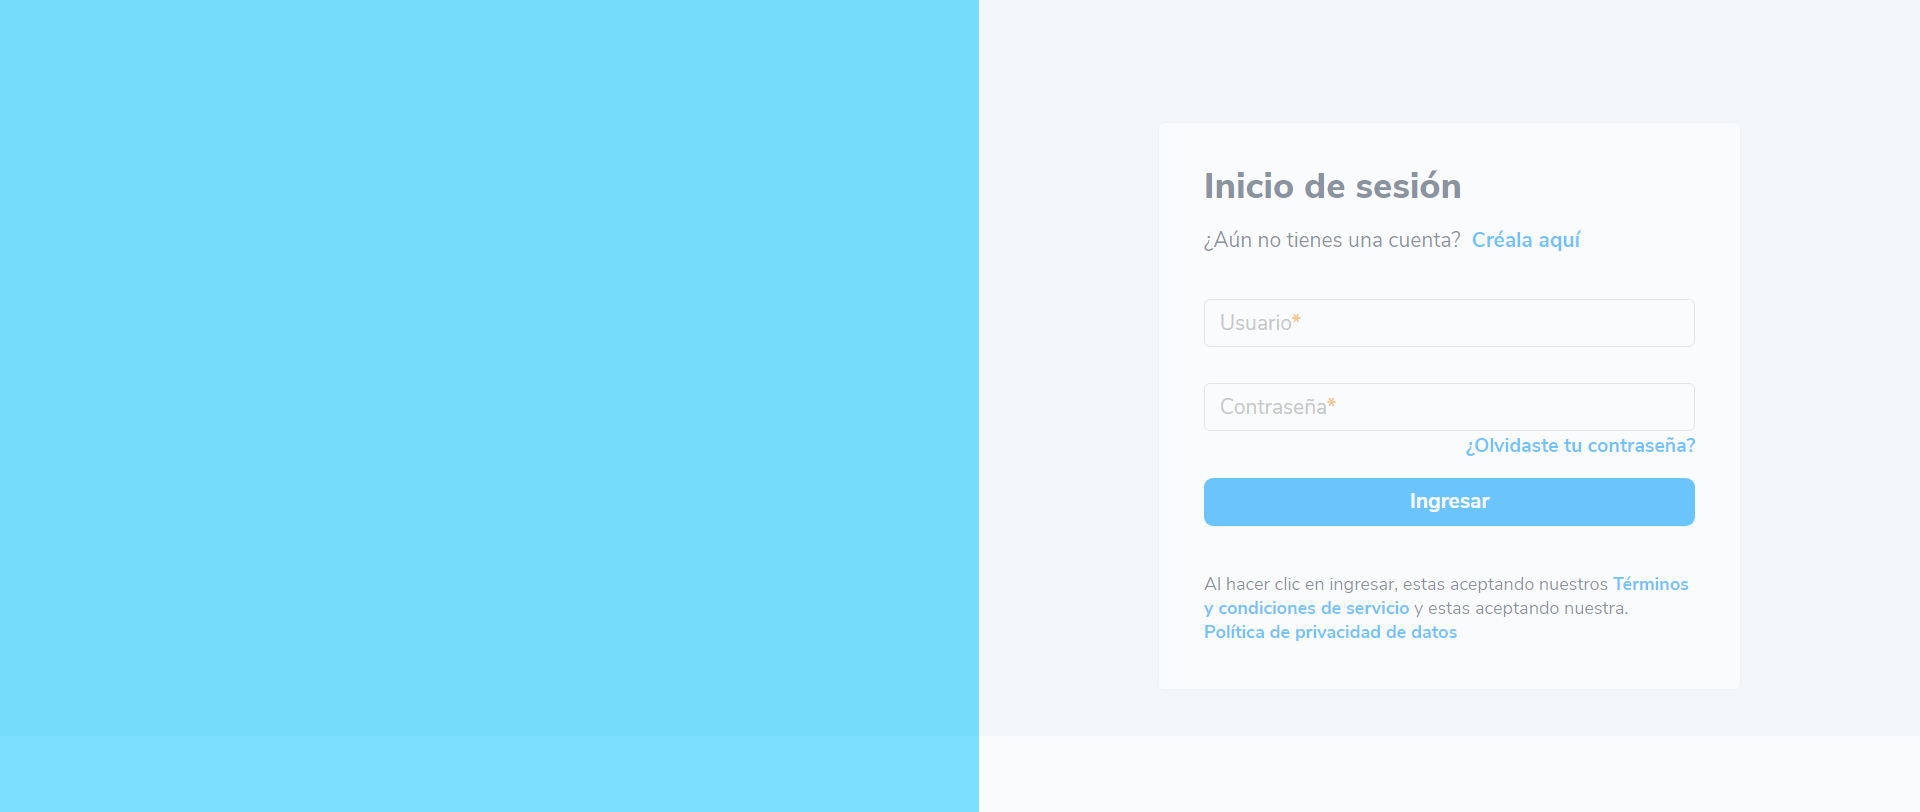 Inicio de sesión
¿Aún no tienes una cuenta? Créala aquí
Usuario*
Contraseña*
¿Olvidaste tu contraseña?
Ingresar
Al hacer clic en ingresar, estas aceptando nuestros Términos
y condiciones de servicio y estas aceptando nuestra.
Política de privacidad de datos